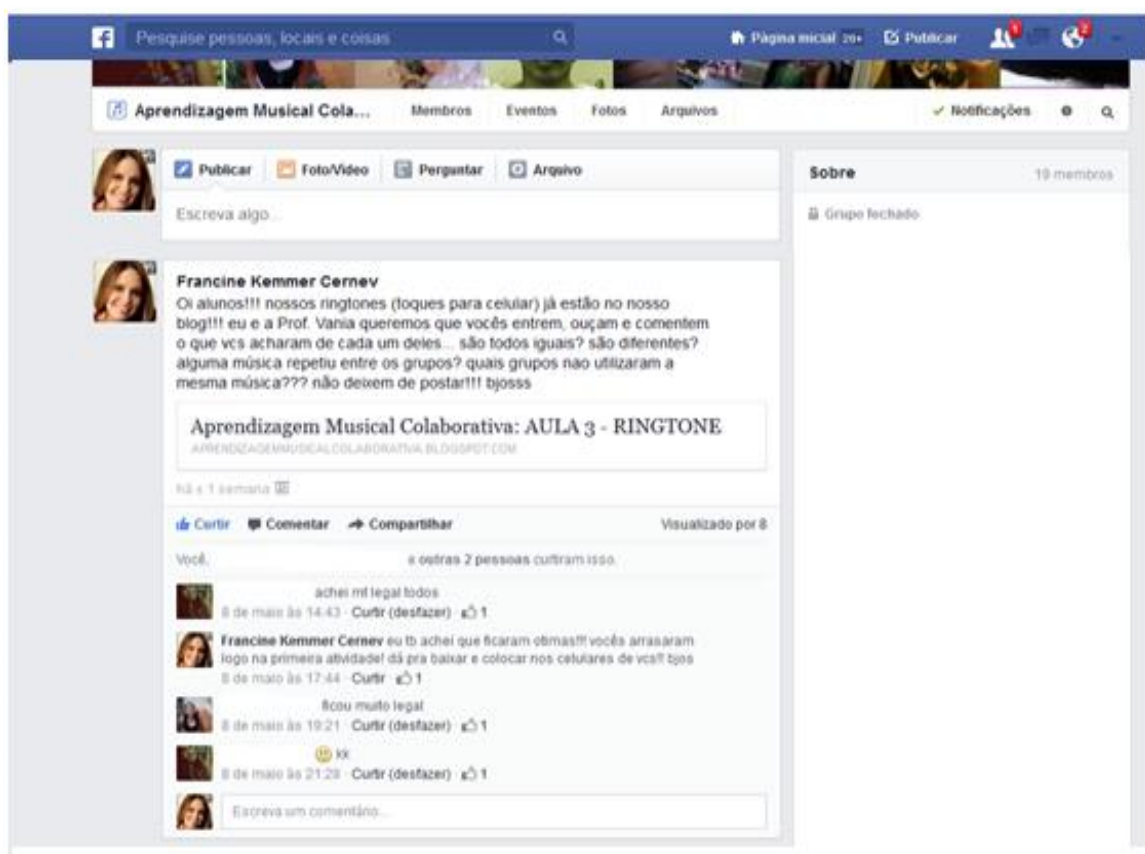 f
Pesquise pessoas, locais e coisas
Página inicial 20+
Publicar
Aprendizagem Musical Cola...
Membros
Eventos
Fotos
Arquivos
Notificações
Publicar
Foto/Vídeo
Perguntar
Arquivo
Escreva algo...
Sobre
19 membros
Grupo fechado
Francine Kemmer Cernev
Oi alunos!!! nossos ringtones (toques para celular) já estão no nosso
blog!!! eu e a Prof. Vania queremos que vocês entrem, ouçam e comentem
o que vcs acharam de cada um deles... são todos iguais? são diferentes?
alguma música repetiu entre os grupos? quais grupos nao utilizaram a
mesma música??? não deixem de postar!!! bjosss
Aprendizagem Musical Colaborativa: AULA 3 - RINGTONE
APRENDIZAGEMMUSICALCOLABORATIVA.BLOGSPOT.COM
1 semana
Curtir
Comentar
Compartilhar
Visualizado por 8
Você,
e outras 2 pessoas curtiram isso.
achei mt legal todos
8 de maio às 14:43 · Curtir (desfazer) · 1
Francine Kemmer Cernev eu tb achei que ficaram otimas!!! vocês arrasaram
logo na primeira atividade! dá pra baixar e colocar nos celulares de vcs!! bjos
8 de maio às 17:44 · Curtir · 1
ficou muito legal
8 de maio às 19:21 · Curtir (desfazer) · 1
kk
8 de maio às 21:28 · Curtir (desfazer) · 1
Escreva um comentário...